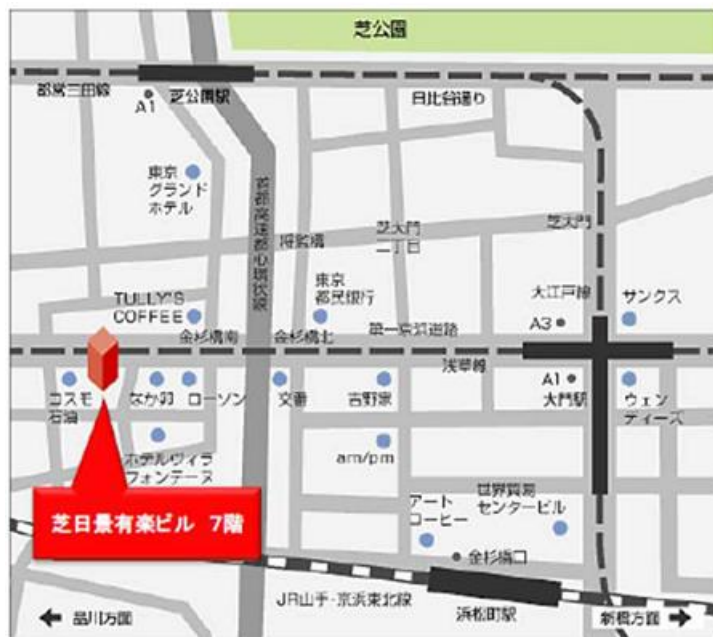 芝公園
都営三田線
A1
芝公園駅
日比谷通り
東京
グランド
ホテル
首都高速都心環状線
将監橋
芝大門
二丁目
芝大門
東京
都民銀行
大江戸線
サンクス
TULLY'S
COFFEE
金杉橋南
金杉橋北
第一京浜道路
A3
浅草線
A1
大門駅
コスモ
石油
なか卯
ローソン
交番
吉野家
ウェン
ティーズ
ホテルヴィラ
フォンテーヌ
am/pm
芝日景有楽ビル 7階
アート
コーヒー
世界貿易
センタービル
金杉橋口
JR山手・京浜東北線
浜松町駅
品川方面
新橋方面